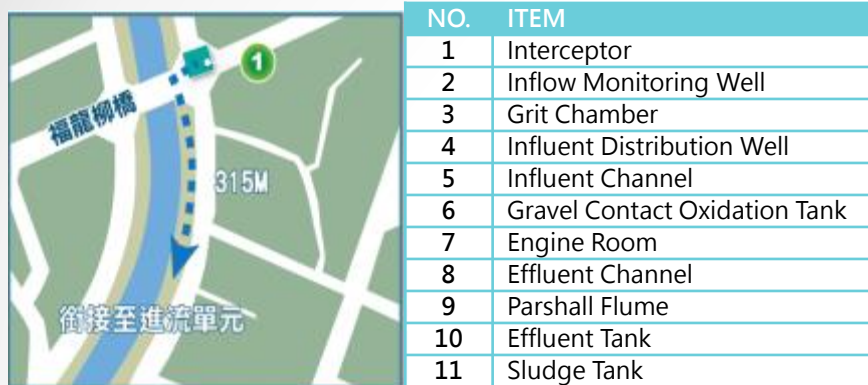 1
福龍柳橋
315M
銜接至進流單元
NO. ITEM
1 Interceptor
2 Inflow Monitoring Well
3 Grit Chamber
4 Influent Distribution Well
5 Influent Channel
6 Gravel Contact Oxidation Tank
7 Engine Room
8 Effluent Channel
9 Parshall Flume
10 Effluent Tank
11 Sludge Tank